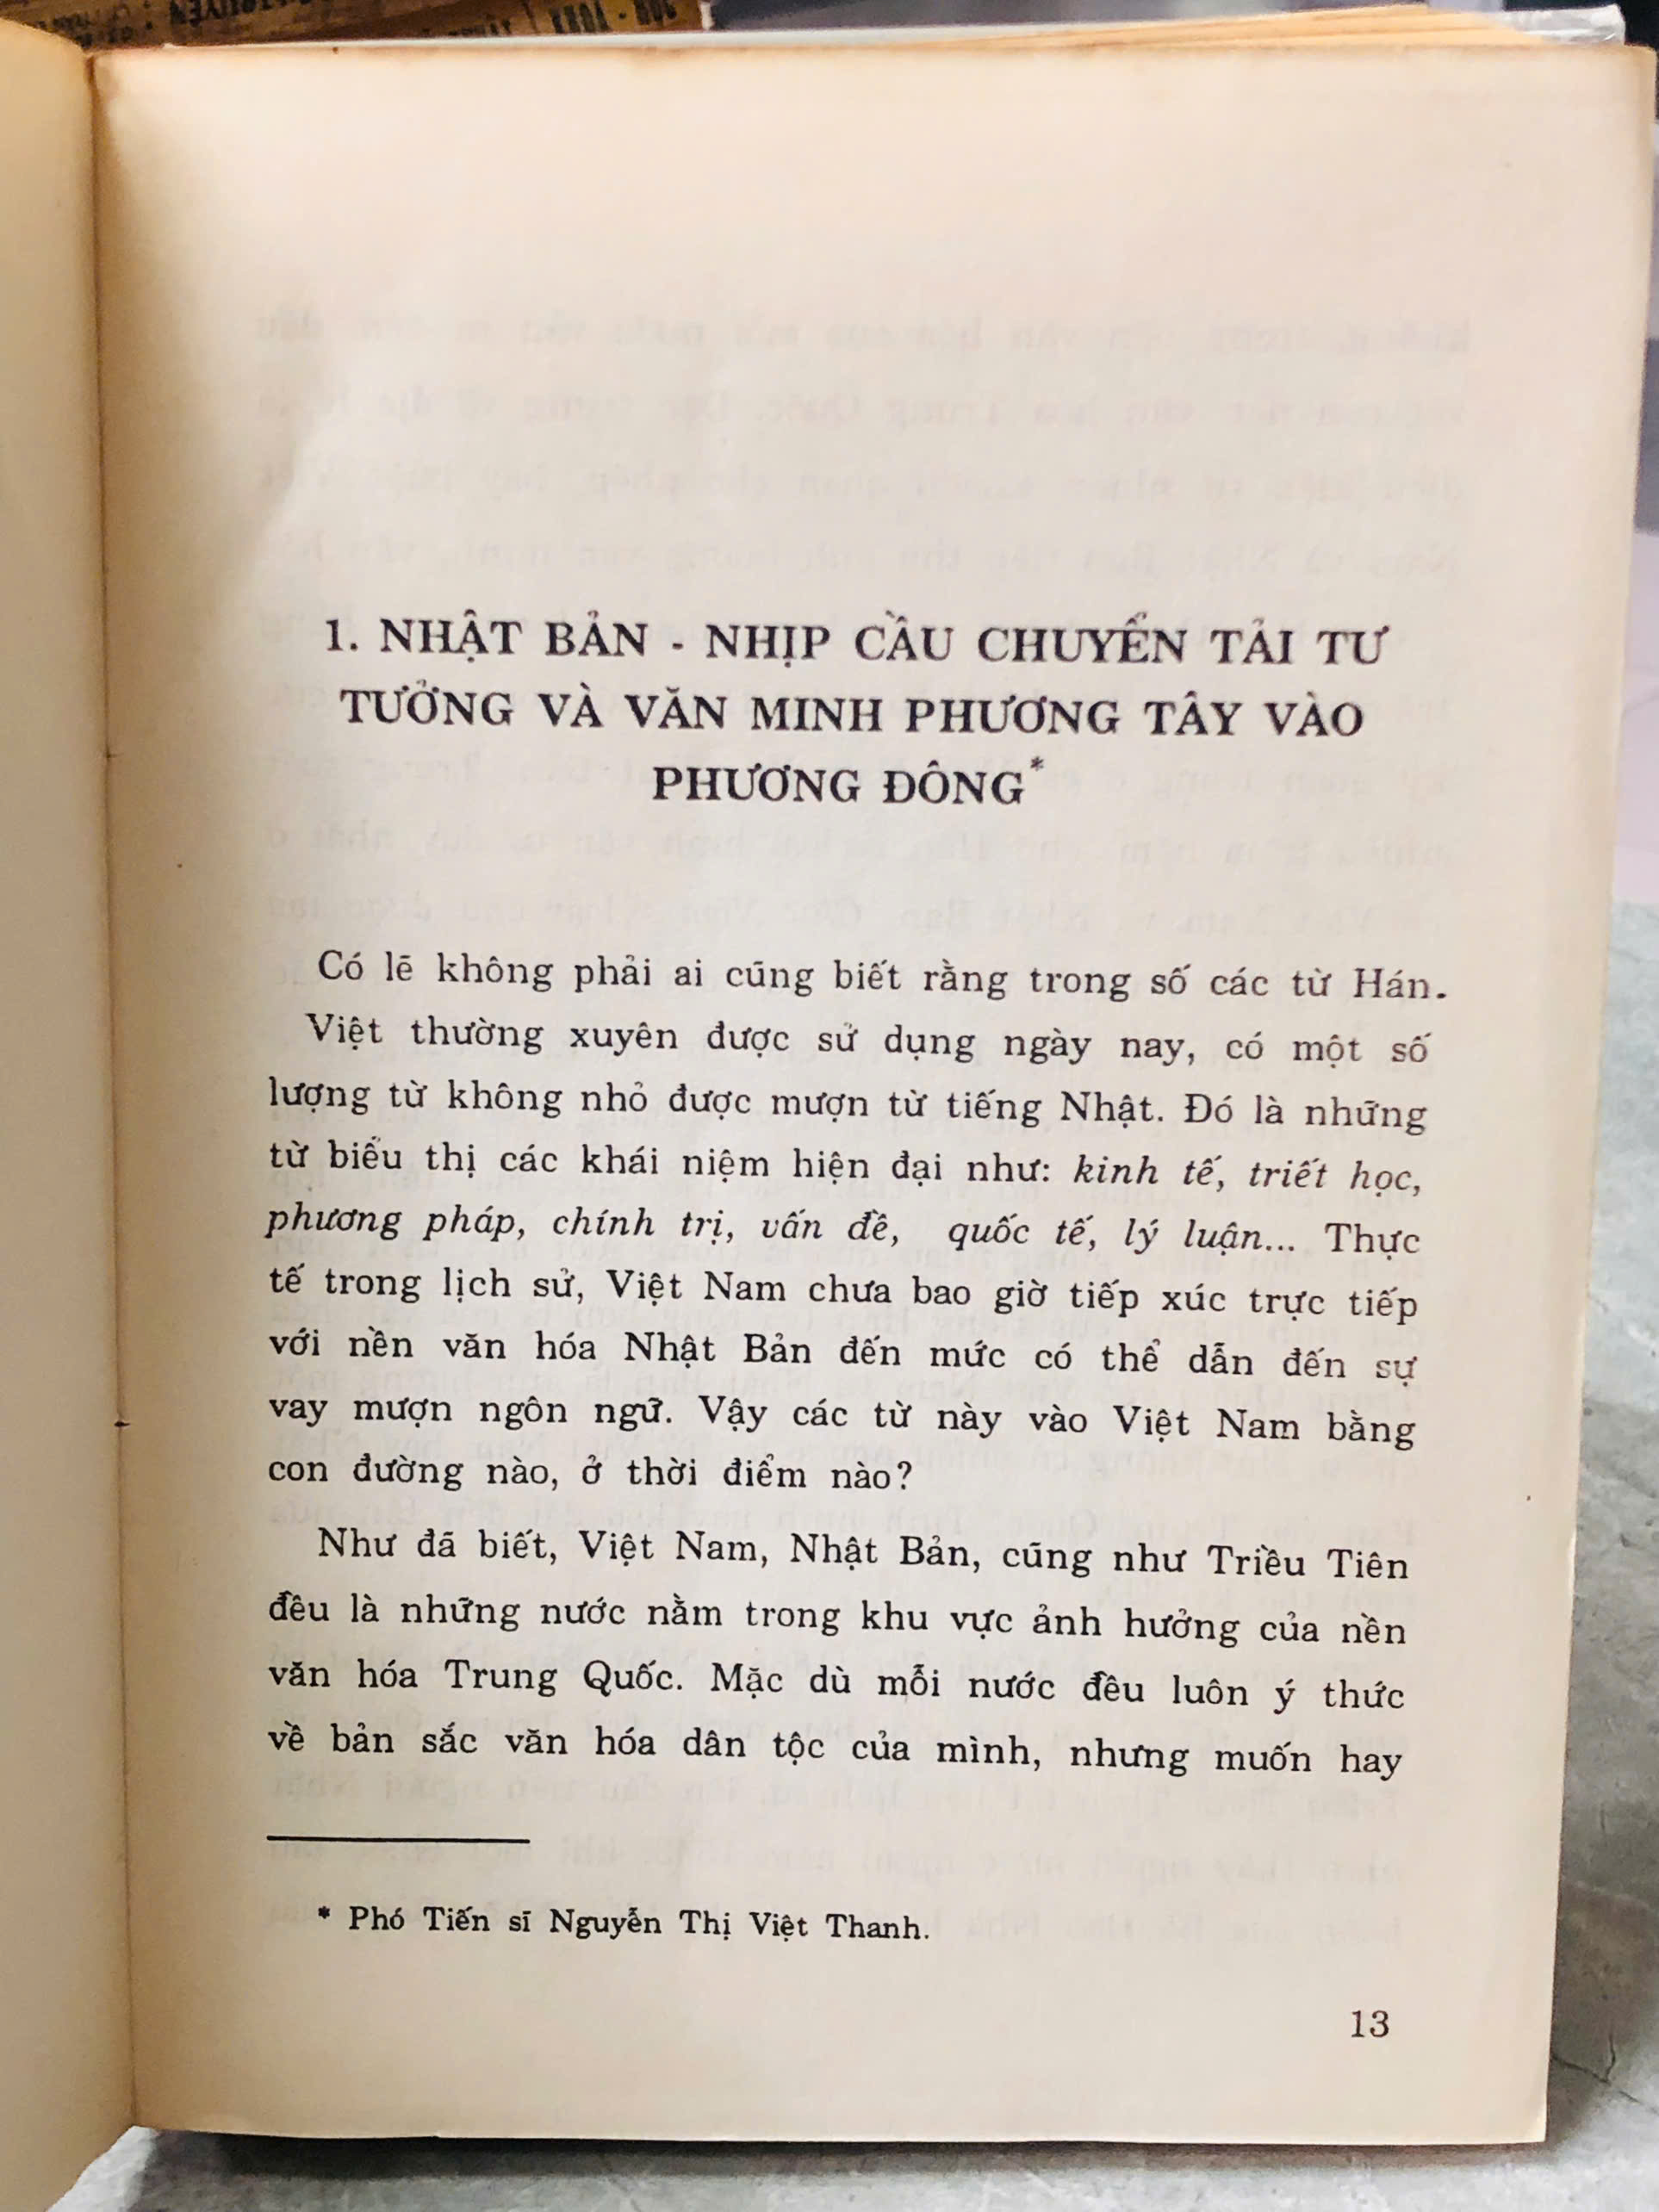 1. NHẬT BẢN - NHỊP CẦU CHUYỂN TẢI TƯ
TƯỞNG VÀ VĂN MINH PHƯƠNG TÂY VÀO
PHƯƠNG ĐÔNG*
Có lẽ không phải ai cũng biết rằng trong số các từ Hán.
Việt thường xuyên được sử dụng ngày nay, có một số
lượng từ không nhỏ được mượn từ tiếng Nhật. Đó là những
từ biểu thị các khái niệm hiện đại như: kinh tế, triết học,
phương pháp, chính trị, vấn đề, quốc tế, lý luận... Thực
tế trong lịch sử, Việt Nam chưa bao giờ tiếp xúc trực tiếp
với nền văn hóa Nhật Bản đến mức có thể dẫn đến sự
vay mượn ngôn ngữ. Vậy các từ này vào Việt Nam bằng
con đường nào, ở thời điểm nào?
Như đã biết, Việt Nam, Nhật Bản, cũng như Triều Tiên
đều là những nước nằm trong khu vực ảnh hưởng của nền
văn hóa Trung Quốc. Mặc dù mỗi nước đều luôn ý thức
về bản sắc văn hóa dân tộc của mình, nhưng muốn hay
* Phó Tiến sĩ Nguyễn Thị Việt Thanh.
13